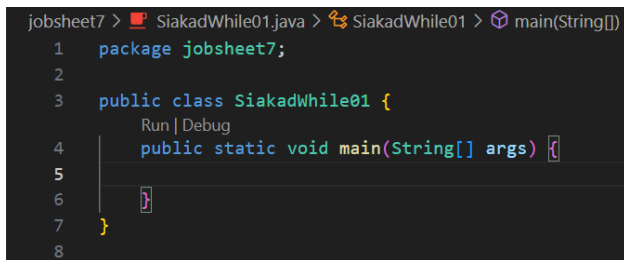 jobsheet7 > SiakadWhile01.java > SiakadWhile01 > main(String[])
1 package jobsheet7;
2
3 public class SiakadWhile01 {
Run | Debug
4 public static void main(String[] args) {
5
6 }
7 }
8